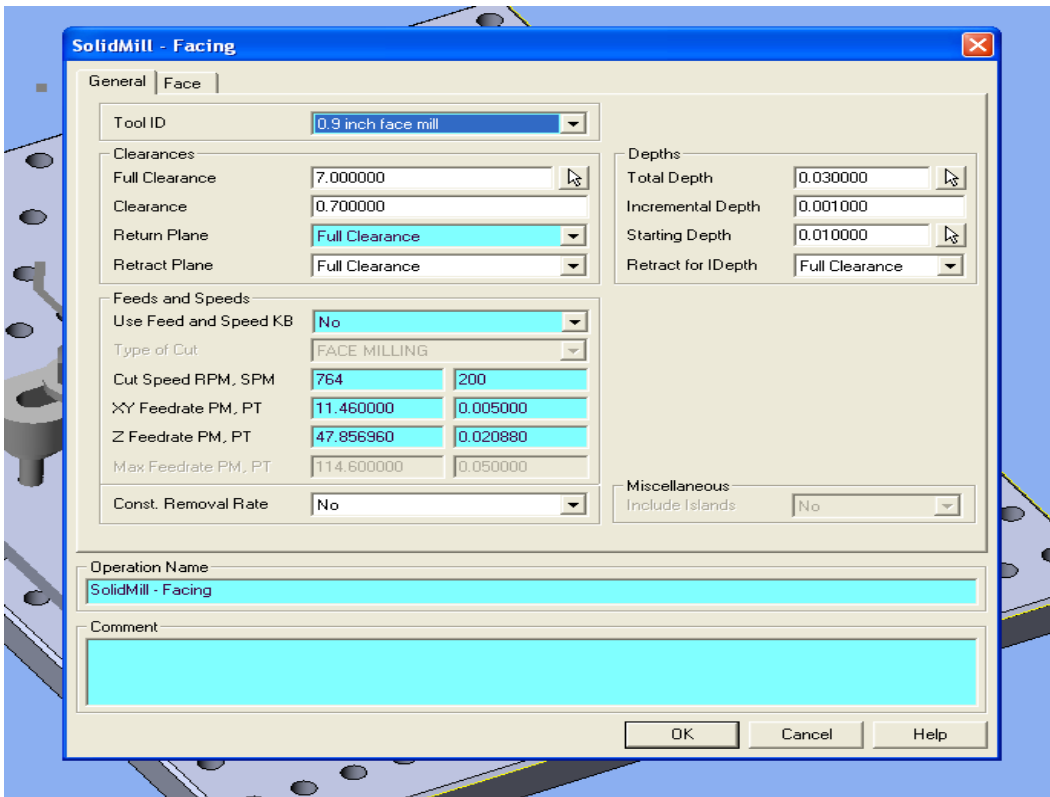 SolidMill - Facing
General Face
Tool ID 0.9 inch face mill
Clearances
Full Clearance 7.000000
Clearance 0.700000
Return Plane Full Clearance
Retract Plane Full Clearance
Depths
Total Depth 0.030000
Incremental Depth 0.001000
Starting Depth 0.010000
Retract for IDepth Full Clearance
Feeds and Speeds
Use Feed and Speed KB No
Type of Cut FACE MILLING
Cut Speed RPM, SPM 764 200
XY Feedrate PM, PT 11.460000 0.005000
Z Feedrate PM, PT 47.856960 0.020880
Max Feedrate PM, PT 114.600000 0.050000
Const. Removal Rate No
Miscellaneous
Include Islands No
Operation Name
SolidMill - Facing
Comment
OK Cancel Help